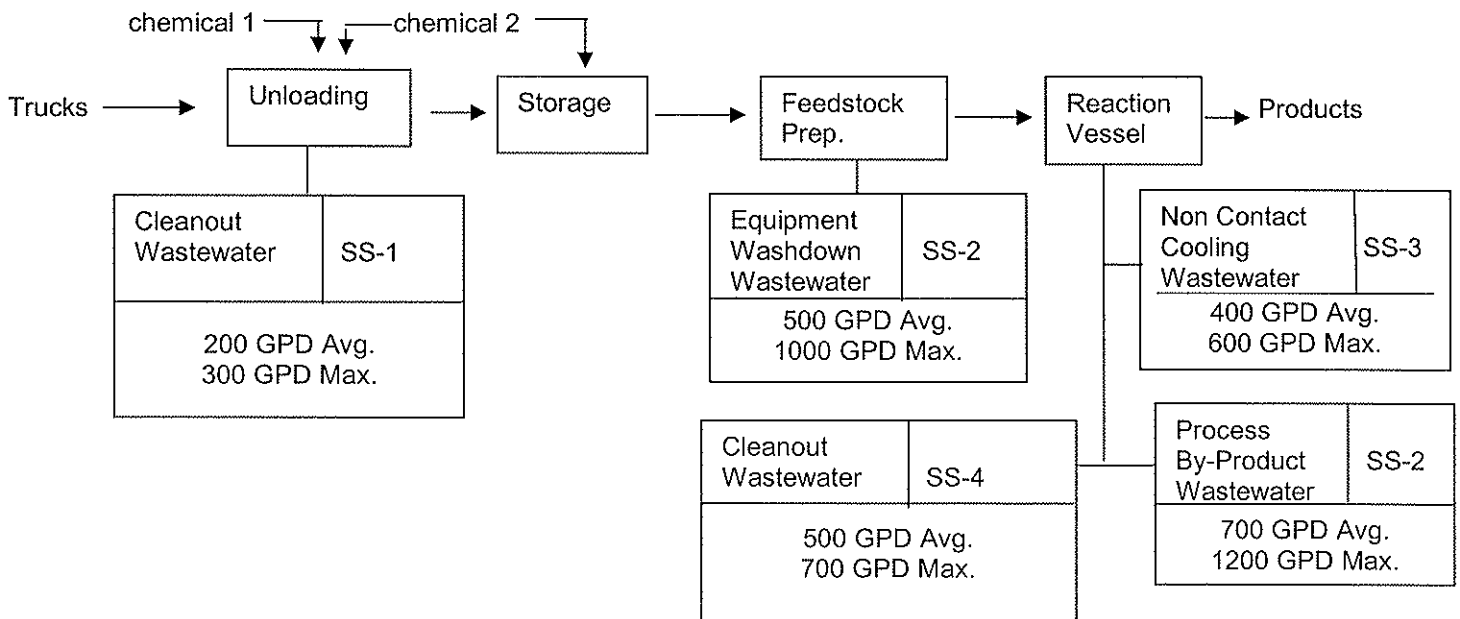 chemical 1
chemical 2
Trucks
Unloading
Storage
Feedstock
Prep.
Reaction
Vessel
Products
Cleanout
Wastewater
SS-1
200 GPD Avg.
300 GPD Max.
Equipment
Washdown
Wastewater
SS-2
500 GPD Avg.
1000 GPD Max.
Non Contact
Cooling
Wastewater
SS-3
400 GPD Avg.
600 GPD Max.
Cleanout
Wastewater
SS-4
500 GPD Avg.
700 GPD Max.
Process
By-Product
Wastewater
SS-2
700 GPD Avg.
1200 GPD Max.